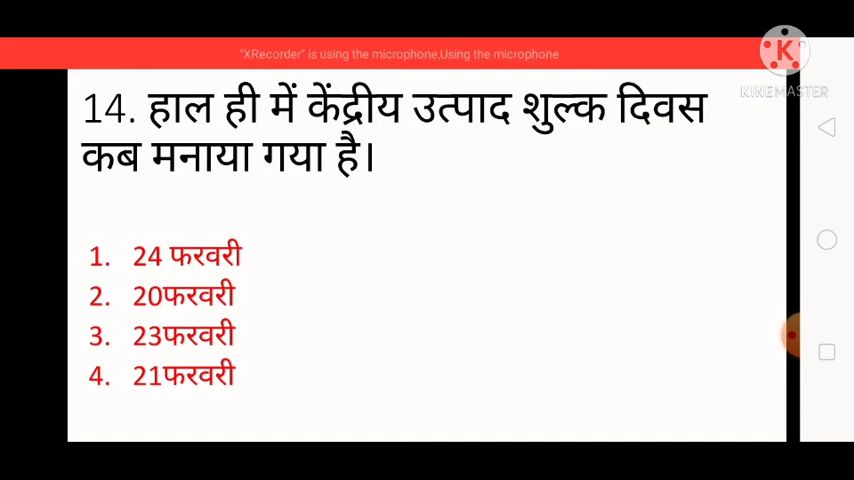 "XRecorder" is using the microphone,Using the microphone
KINEMASTER
14. हाल ही में केंद्रीय उत्पाद शुल्क दिवस
कब मनाया गया है।
1. 24 फरवरी
2. 20फरवरी
3. 23फरवरी
4. 21फरवरी